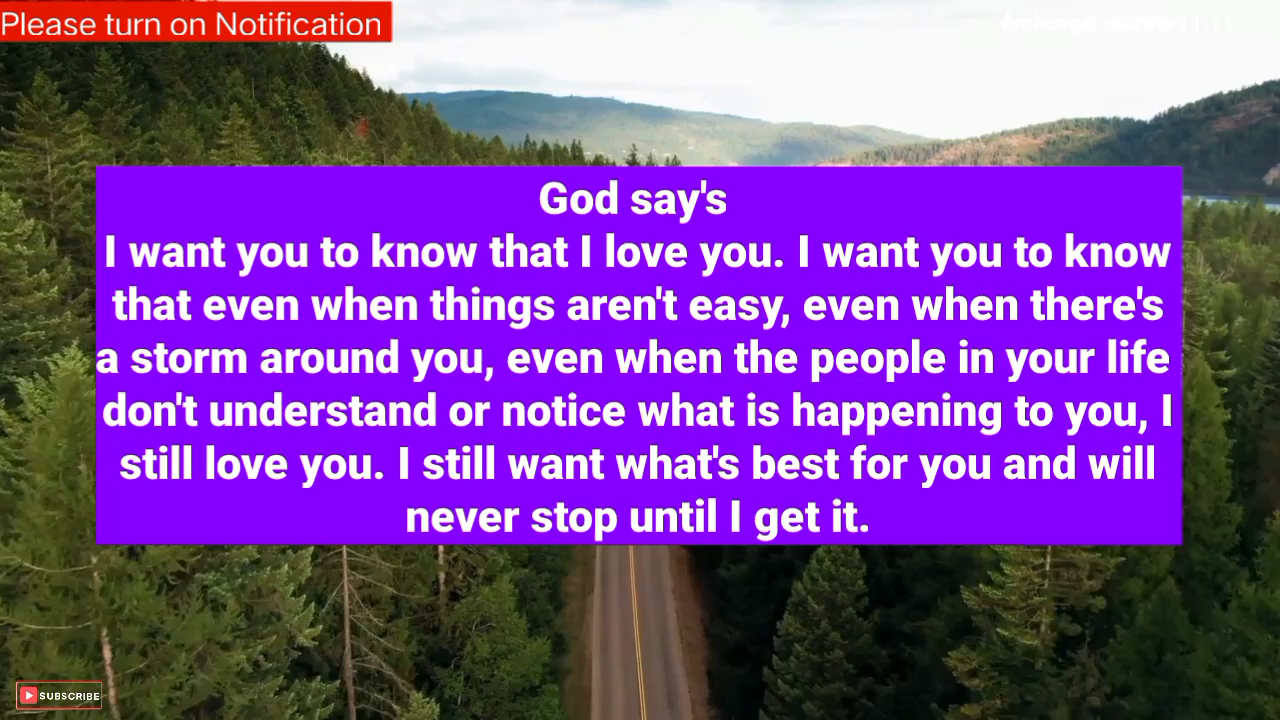 Please turn on Notification
God say's
I want you to know that I love you. I want you to know
that even when things aren't easy, even when there's
a storm around you, even when the people in your life
don't understand or notice what is happening to you, I
still love you. I still want what's best for you and will
never stop until I get it.
SUBSCRIBE